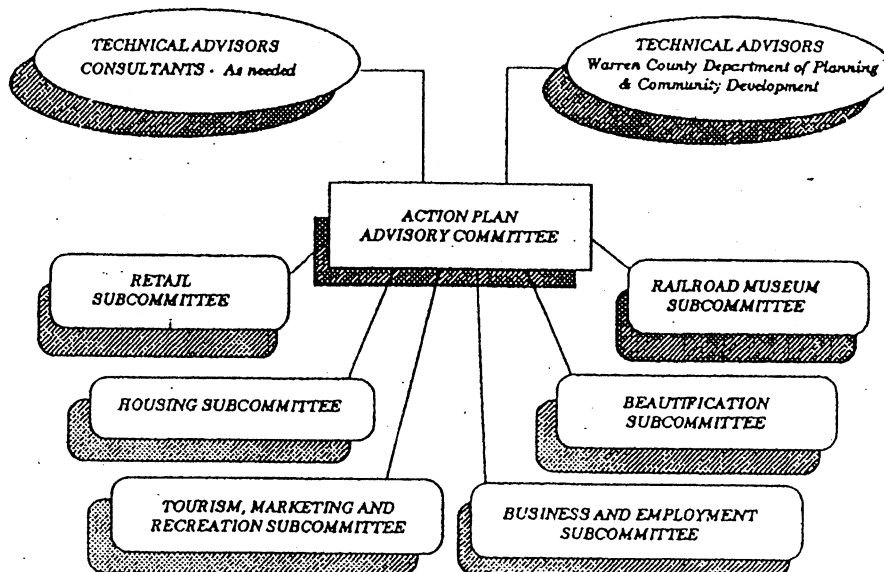 TECHNICAL ADVISORS
CONSULTANTS - As needed
TECHNICAL ADVISORS
Warren County Department of Planning
& Community Development
ACTION PLAN
ADVISORY COMMITTEE
RETAIL
SUBCOMMITTEE
RAILROAD MUSEUM
SUBCOMMITTEE
HOUSING SUBCOMMITTEE
BEAUTIFICATION
SUBCOMMITTEE
TOURISM, MARKETING AND
RECREATION SUBCOMMITTEE
BUSINESS AND EMPLOYMENT
SUBCOMMITTEE